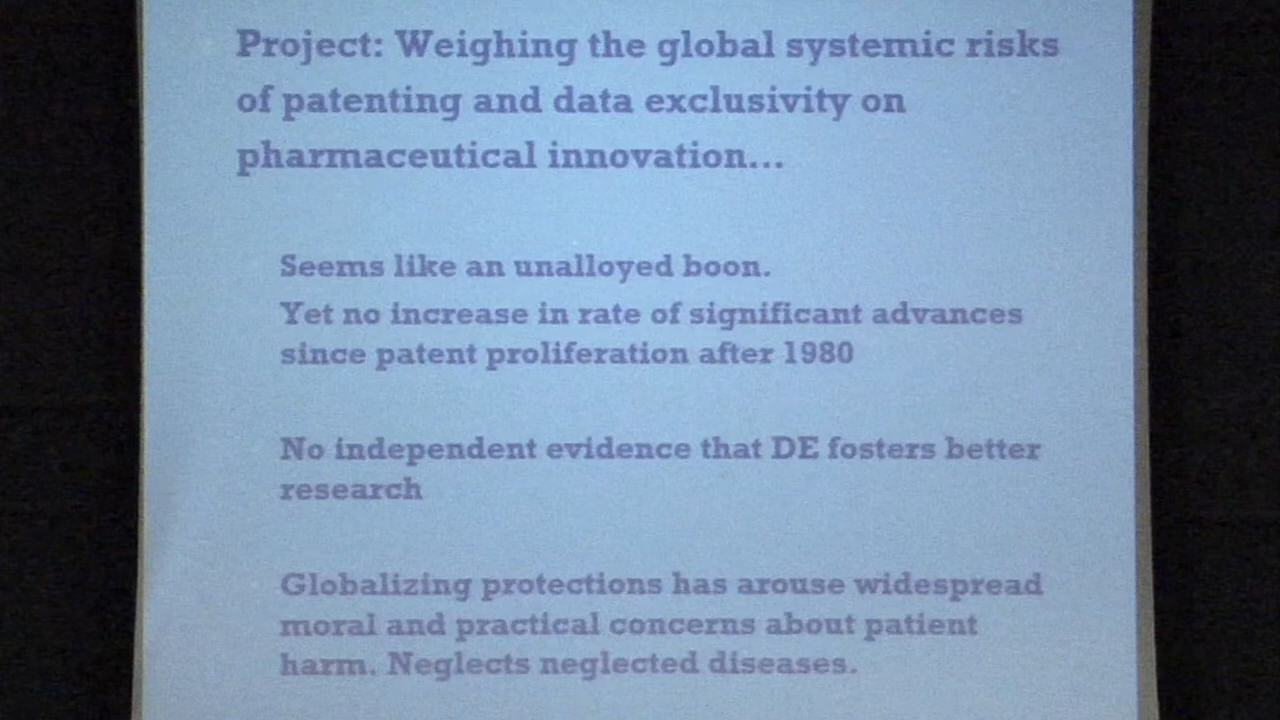 Project: Weighing the global systemic risks
of patenting and data exclusivity on
pharmaceutical innovation...
Seems like an unalloyed boon.
Yet no increase in rate of significant advances
since patent proliferation after 1980
No independent evidence that DE fosters better
research
Globalizing protections has arouse widespread
moral and practical concerns about patient
harm. Neglects neglected diseases.